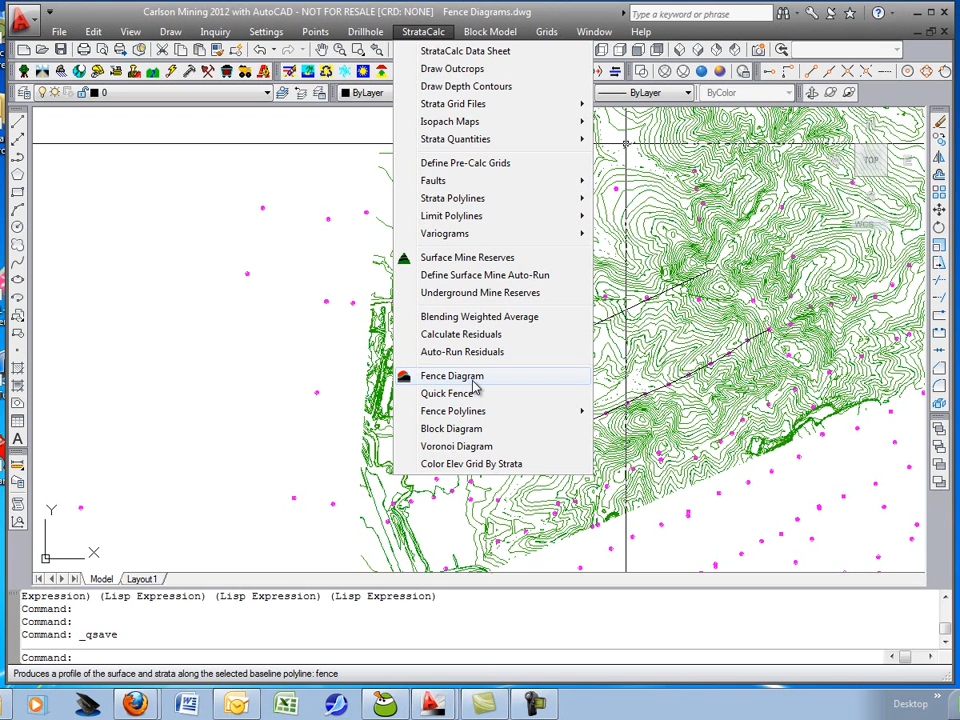 Carlson Mining 2012 with AutoCAD - NOT FOR RESALE [CRD: NONE] Fence Diagrams.dwg
Type a keyword or phrase
File Edit View Draw Inquiry Settings Points Drillhole StrataCalc Block Model Grids Window Help
0
ByLayer
ByLayer
ByColor
StrataCalc Data Sheet
Draw Outcrops
Draw Depth Contours
Strata Grid Files
Isopach Maps
Strata Quantities
Define Pre-Calc Grids
Faults
Strata Polylines
Limit Polylines
Variograms
Surface Mine Reserves
Define Surface Mine Auto-Run
Underground Mine Reserves
Blending Weighted Average
Calculate Residuals
Auto-Run Residuals
Fence Diagram
Quick Fence
Fence Polylines
Block Diagram
Voronoi Diagram
Color Elev Grid By Strata
TOP
WCS
Y
X
Model Layout1
Expression) (Lisp Expression) (Lisp Expression) (Lisp Expression)
Command:
Command:
Command: _qsave
Command:
Produces a profile of the surface and strata along the selected baseline polyline: fence
Desktop